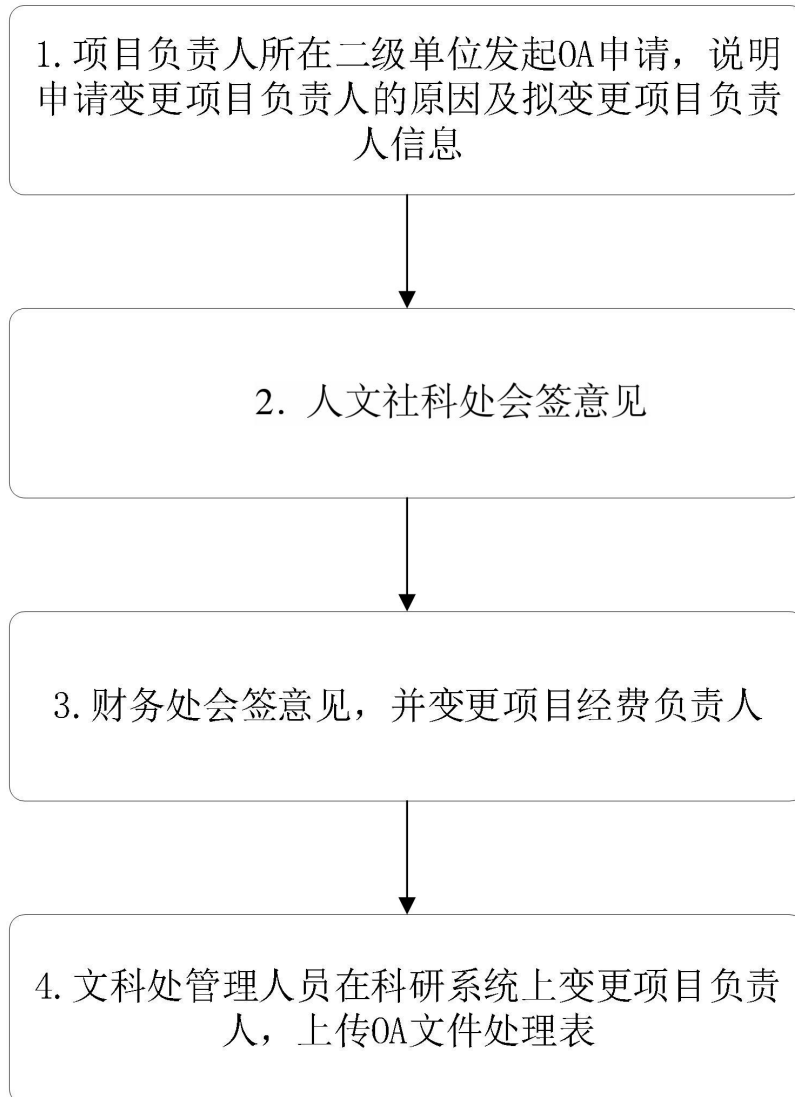 1.项目负责人所在二级单位发起OA申请，说明
申请变更项目负责人的原因及拟变更项目负责
人信息
2. 人文社科处会签意见
3.财务处会签意见，并变更项目经费负责人
4.文科处管理人员在科研系统上变更项目负责
人，上传OA文件处理表